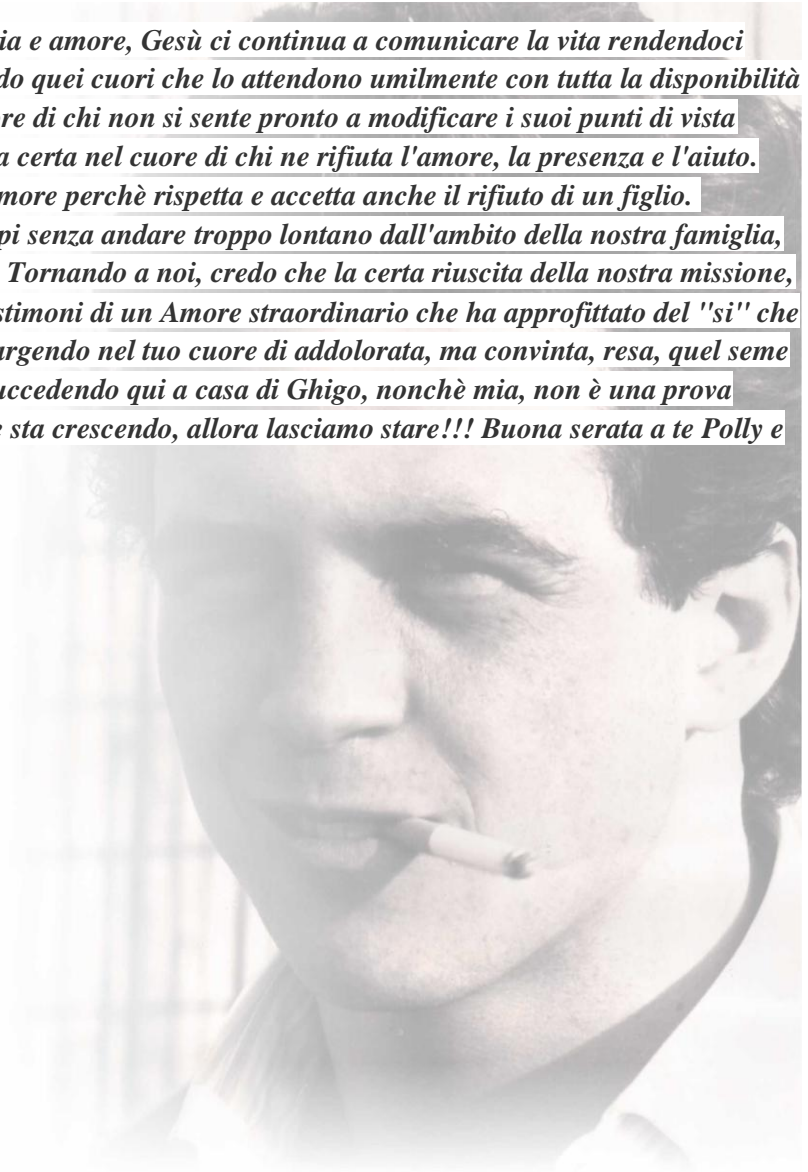 ia e amore, Gesù ci continua a comunicare la vita rendendoci
do quei cuori che lo attendono umilmente con tutta la disponibilità
re di chi non si sente pronto a modificare i suoi punti di vista
a certa nel cuore di chi ne rifiuta l'amore, la presenza e l'aiuto.
more perchè rispetta e accetta anche il rifiuto di un figlio.
pi senza andare troppo lontano dall'ambito della nostra famiglia,
Tornando a noi, credo che la certa riuscita della nostra missione,
stimoni di un Amore straordinario che ha approfittato del "si" che
argendo nel tuo cuore di addolorata, ma convinta, resa, quel seme
uccedendo qui a casa di Ghigo, nonchè mia, non è una prova
e sta crescendo, allora lasciamo stare!!! Buona serata a te Polly e